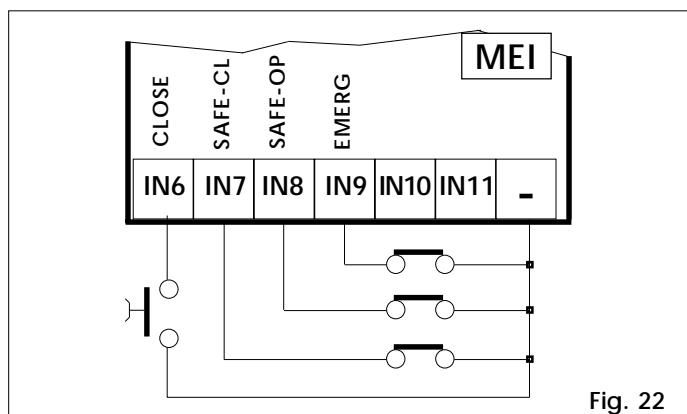 MEI
CLOSE
SAFE-CL
SAFE-OP
EMERG
IN6 IN7 IN8 IN9 IN10 IN11 -
Fig. 22